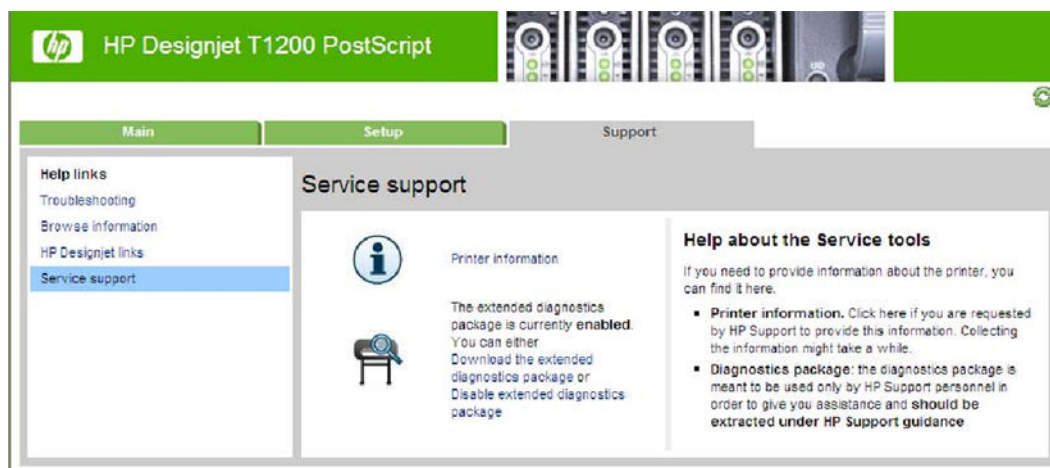 hp
HP Designjet T1200 PostScript
UID
Main
Setup
Support
Help links
Troubleshooting
Browse information
HP Designjet links
Service support
Service support
Printer information
The extended diagnostics
package is currently enabled.
You can either
Download the extended
diagnostics package or
Disable extended diagnostics
package
Help about the Service tools
If you need to provide information about the printer, you
can find it here.
▪ Printer information. Click here if you are requested
by HP Support to provide this information. Collecting
the information might take a while.
▪ Diagnostics package: the diagnostics package is
meant to be used only by HP Support personnel in
order to give you assistance and should be
extracted under HP Support guidance